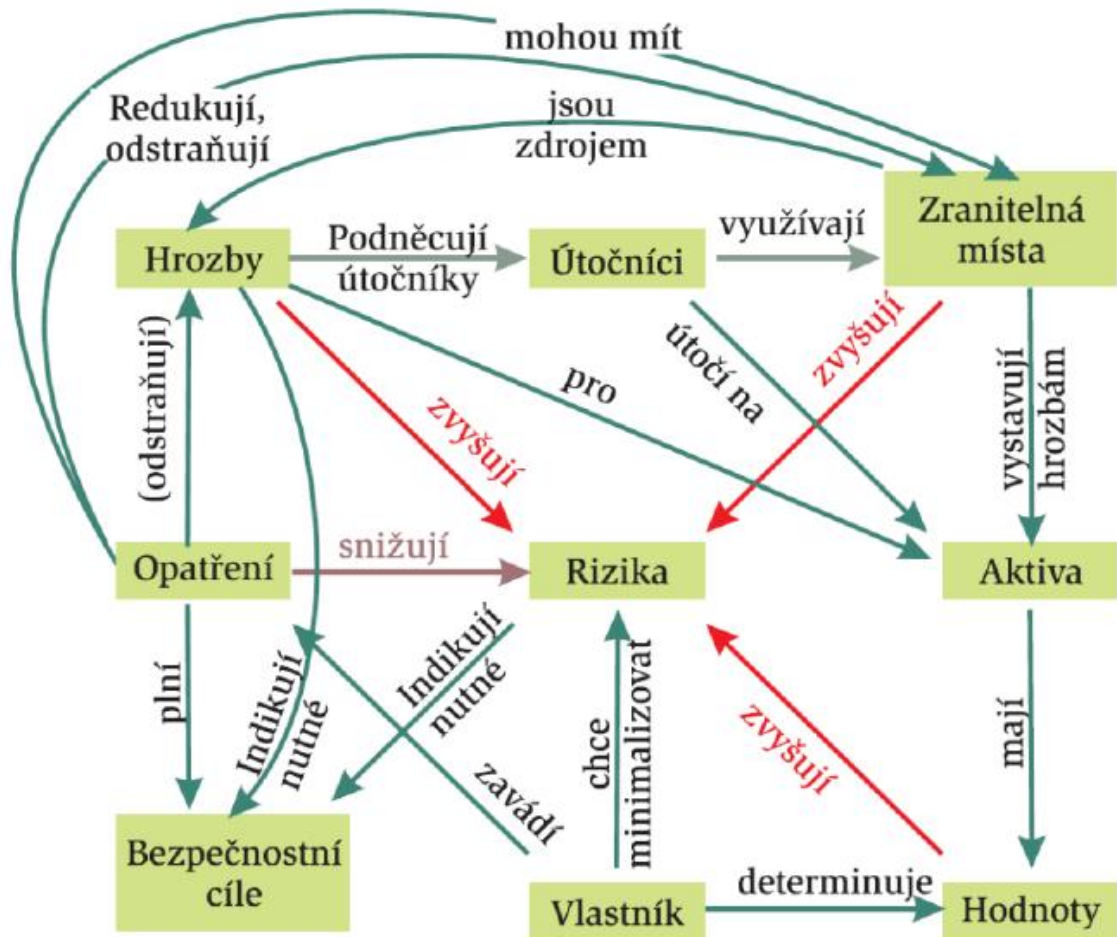 mohou mít
Redukují,
odstraňují
jsou
zdrojem
Hrozby
Podněcují
útočníky
Útočníci
využívají
Zranitelná
místa
(odstraňují)
zvyšují
pro
útočí na
zvyšují
vystavují
hrozbám
Opatření
snižují
Rizika
Aktiva
plní
Indikují
nutné
Indikují
nutné
zavádí
chce
minimalizovat
zvyšují
mají
Bezpečnostní
cíle
Vlastník
determinuje
Hodnoty